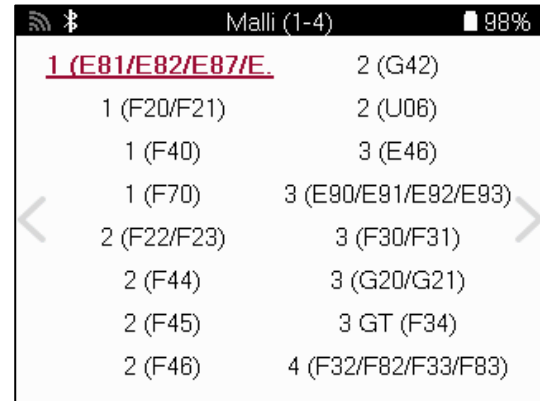 Malli (1-4) 98%
1 (E81/E82/E87/E.
1 (F20/F21)
1 (F40)
1 (F70)
2 (F22/F23)
2 (F44)
2 (F45)
2 (F46)
2 (G42)
2 (U06)
3 (E46)
3 (E90/E91/E92/E93)
3 (F30/F31)
3 (G20/G21)
3 GT (F34)
4 (F32/F82/F33/F83)